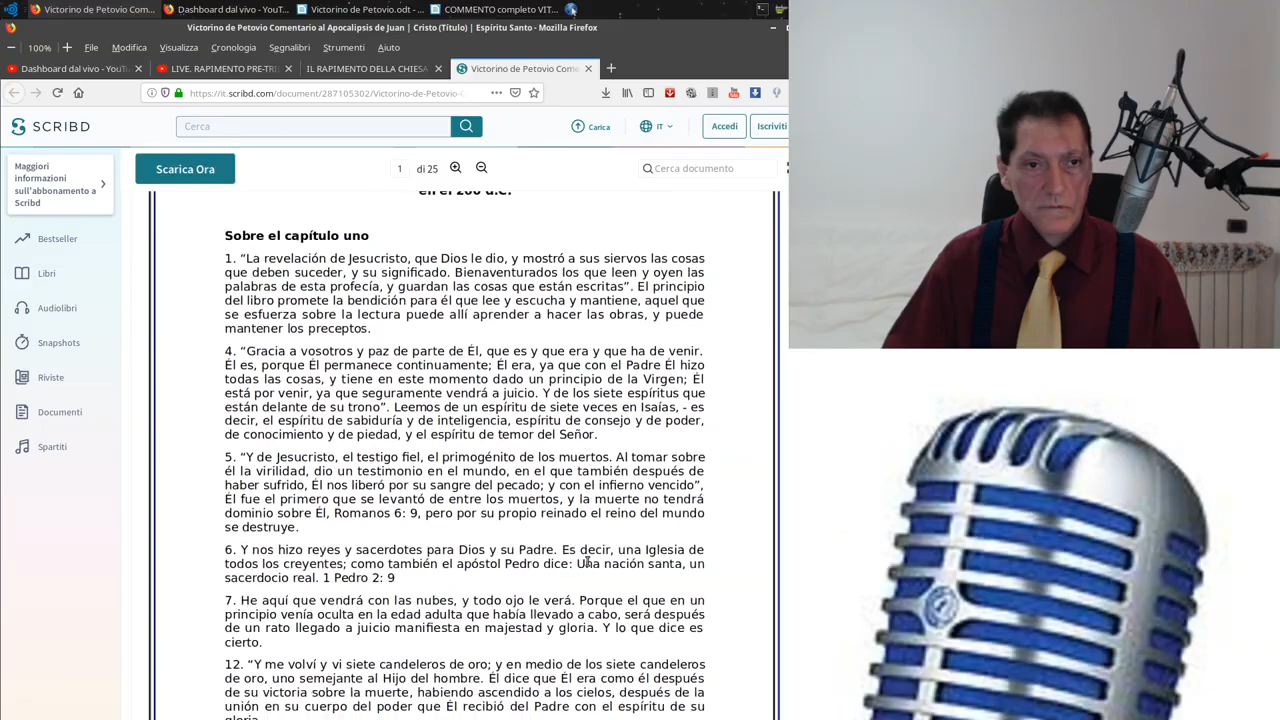 Victorino de Petovio Comenta...
Dashboard dal vivo - YouT...
Victorino de Petovio.odt - ...
COMMENTO completo VIT...
Victorino de Petovio Comentario al Apocalipsis de Juan | Cristo (Título) | Espíritu Santo - Mozilla Firefox
100%
File Modifica Visualizza Cronologia Segnalibri Strumenti Aiuto
Dashboard dal vivo - YouTu
LIVE. RAPIMENTO PRE-TRI
IL RAPIMENTO DELLA CHIESA
Victorino de Petovio Come
https://it.scribd.com/document/287105302/Victorino-de-Petovio-C
SCRIBD
Cerca
Carica
IT
Accedi
Iscriviti
Maggiori
informazioni
sull'abbonamento a
Scribd
Scarica Ora
1 di 25
Cerca documento
Bestseller
Libri
Audiolibri
Snapshots
Riviste
Documenti
Spartiti
en el 260 d.C.
Sobre el capítulo uno
1. “La revelación de Jesucristo, que Dios le dio, y mostró a sus siervos las cosas
que deben suceder, y su significado. Bienaventurados los que leen y oyen las
palabras de esta profecía, y guardan las cosas que están escritas”. El principio
del libro promete la bendición para él que lee y escucha y mantiene, aquel que
se esfuerza sobre la lectura puede allí aprender a hacer las obras, y puede
mantener los preceptos.
4. “Gracia a vosotros y paz de parte de Él, que es y que era y que ha de venir.
Él es, porque Él permanece continuamente; Él era, ya que con el Padre Él hizo
todas las cosas, y tiene en este momento dado un principio de la Virgen; Él
está por venir, ya que seguramente vendrá a juicio. Y de los siete espíritus que
están delante de su trono”. Leemos de un espíritu de siete veces en Isaías, - es
decir, el espíritu de sabiduría y de inteligencia, espíritu de consejo y de poder,
de conocimiento y de piedad, y el espíritu de temor del Señor.
5. “Y de Jesucristo, el testigo fiel, el primogénito de los muertos. Al tomar sobre
él la virilidad, dio un testimonio en el mundo, en el que también después de
haber sufrido, Él nos liberó por su sangre del pecado; y con el infierno vencido”,
Él fue el primero que se levantó de entre los muertos, y la muerte no tendrá
dominio sobre Él, Romanos 6: 9, pero por su propio reinado el reino del mundo
se destruye.
6. Y nos hizo reyes y sacerdotes para Dios y su Padre. Es decir, una Iglesia de
todos los creyentes; como también el apóstol Pedro dice: Una nación santa, un
sacerdocio real. 1 Pedro 2: 9
7. He aquí que vendrá con las nubes, y todo ojo le verá. Porque el que en un
principio venía oculta en la edad adulta que había llevado a cabo, será después
de un rato llegado a juicio manifiesta en majestad y gloria. Y lo que dice es
cierto.
12. “Y me volví y vi siete candeleros de oro; y en medio de los siete candeleros
de oro, uno semejante al Hijo del hombre. Él dice que Él era como él después
de su victoria sobre la muerte, habiendo ascendido a los cielos, después de la
unión en su cuerpo del poder que Él recibió del Padre con el espíritu de su
gloria